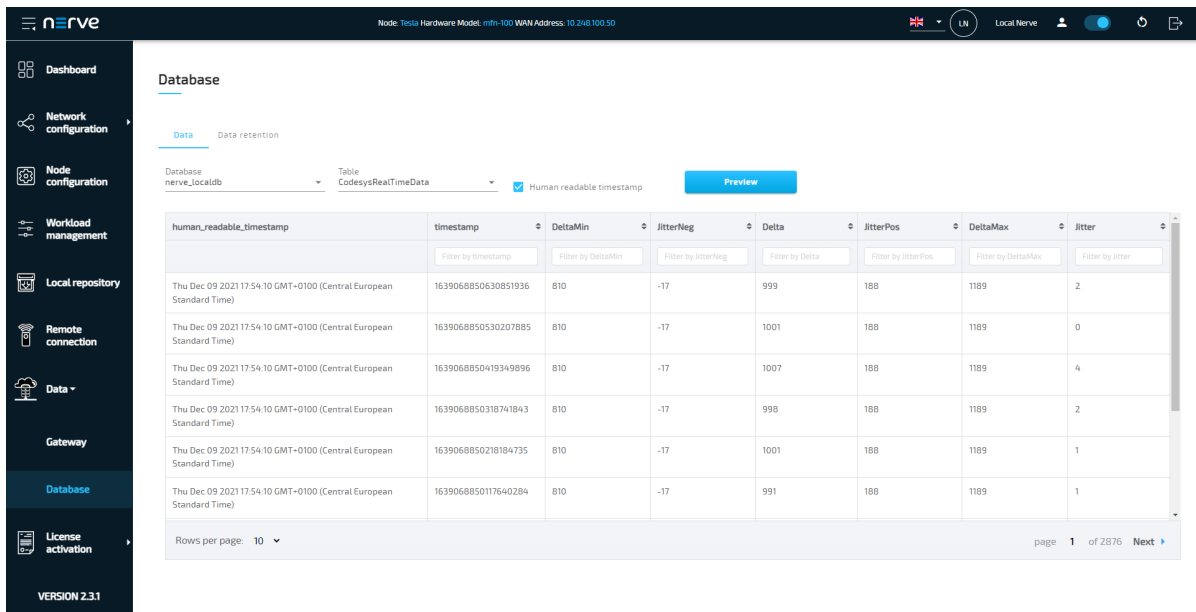 nerve
Node: Tesla Hardware Model: mfn-100 WAN Address: 10.248.100.50
LN
Local Nerve
Dashboard
Network
configuration
Node
configuration
Workload
management
Local repository
Remote
connection
Data
Gateway
Database
License
activation
VERSION 2.3.1
Database
Data Data retention
Database Table
nerve_localdb CodesysRealTimeData Human readable timestamp Preview
human_readable_timestamp timestamp DeltaMin JitterNeg Delta JitterPos DeltaMax Jitter
Filter by timestamp Filter by DeltaMin Filter by JitterNeg Filter by Delta Filter by JitterPos Filter by DeltaMax Filter by Jitter
Thu Dec 09 2021 17:54:10 GMT+0100 (Central European 1639068850630851936 810 -17 999 188 1189 2
Standard Time)
Thu Dec 09 2021 17:54:10 GMT+0100 (Central European 1639068850530207885 810 -17 1001 188 1189 0
Standard Time)
Thu Dec 09 2021 17:54:10 GMT+0100 (Central European 1639068850419349896 810 -17 1007 188 1189 4
Standard Time)
Thu Dec 09 2021 17:54:10 GMT+0100 (Central European 1639068850318741843 810 -17 998 188 1189 2
Standard Time)
Thu Dec 09 2021 17:54:10 GMT+0100 (Central European 1639068850218184735 810 -17 1001 188 1189 1
Standard Time)
Thu Dec 09 2021 17:54:10 GMT+0100 (Central European 1639068850117640284 810 -17 991 188 1189 1
Standard Time)
Rows per page: 10 page 1 of 2876 Next